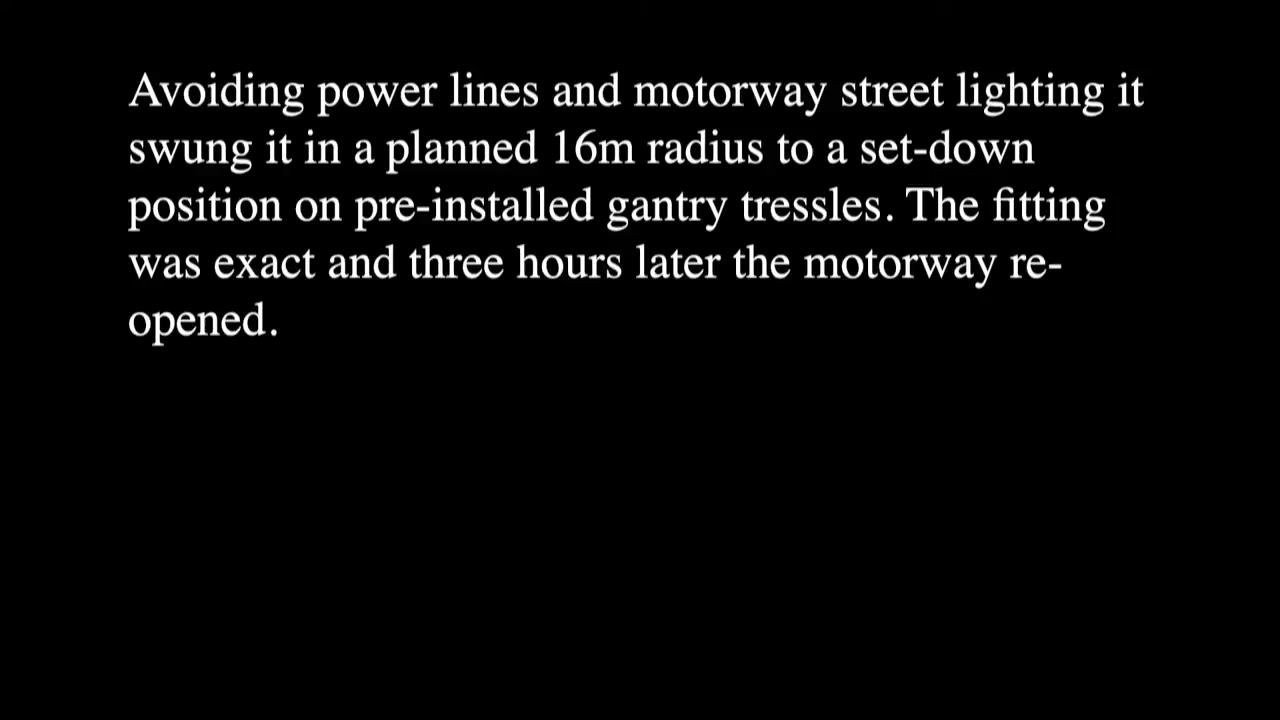 Avoiding power lines and motorway street lighting it
swung it in a planned 16m radius to a set-down
position on pre-installed gantry tressles. The fitting
was exact and three hours later the motorway re-
opened.